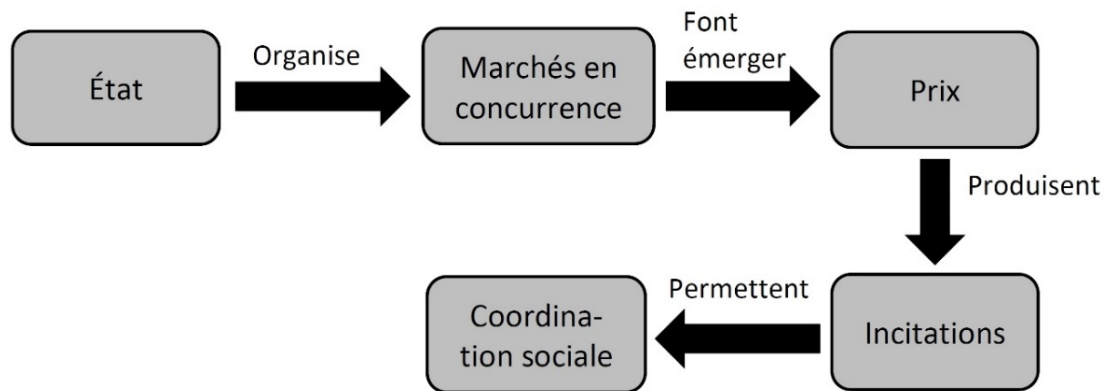 État
Organise
Marchés en
concurrence
Font
émerger
Prix
Produisent
Incitations
Permettent
Coordina-
tion sociale